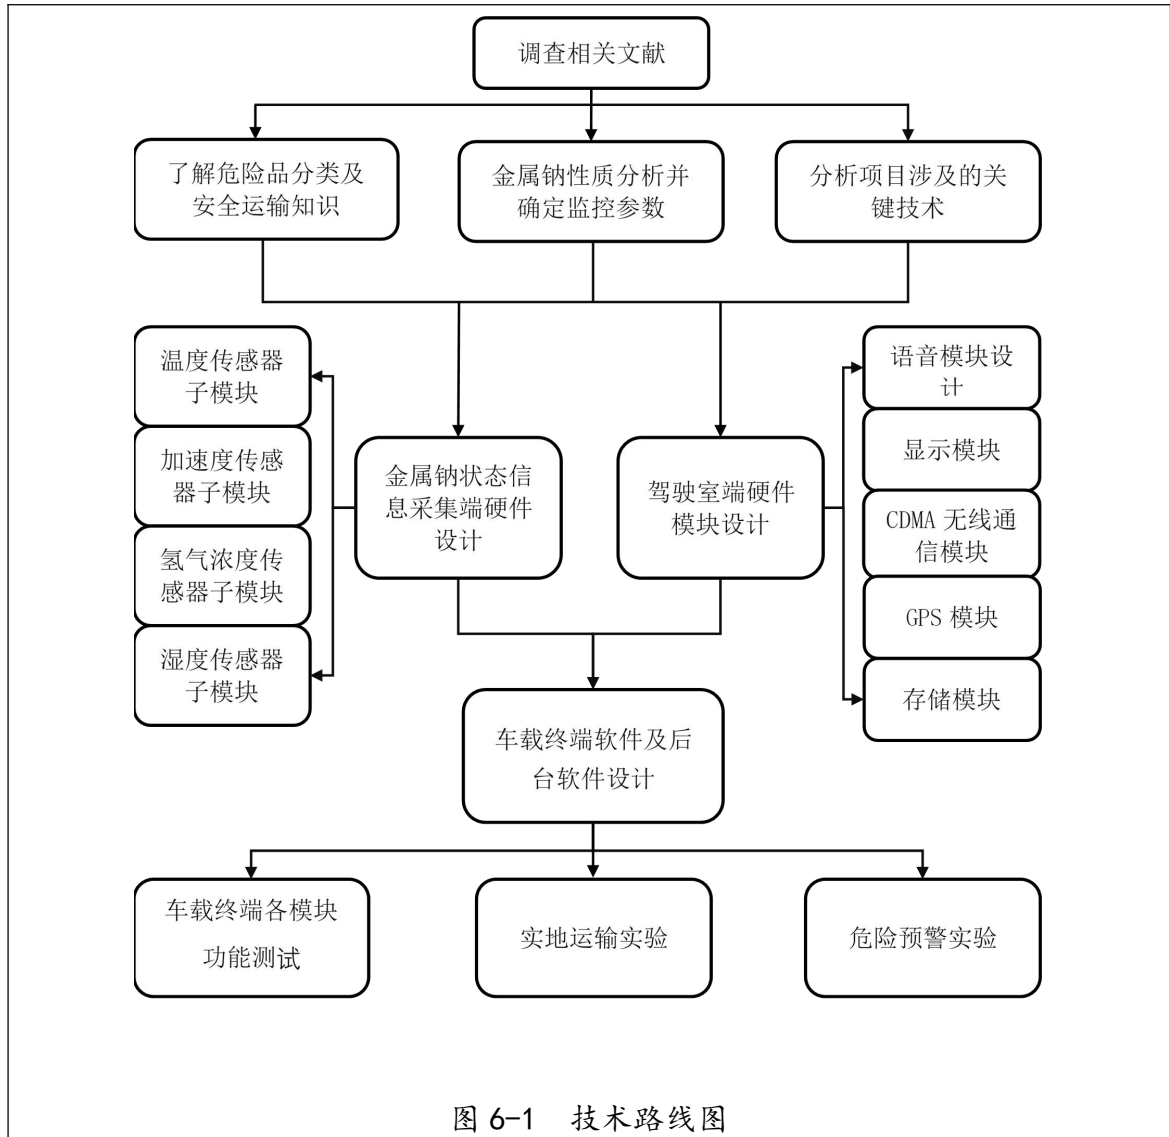 调查相关文献
了解危险品分类及
安全运输知识
金属钠性质分析并
确定监控参数
分析项目涉及的关
键技术
温度传感器
子模块
加速度传感
器子模块
氢气浓度传
感器子模块
湿度传感器
子模块
金属钠状态信
息采集端硬件
设计
驾驶室端硬件
模块设计
语音模块设
计
显示模块
CDMA 无线通
信模块
GPS 模块
存储模块
车载终端软件及后
台软件设计
车载终端各模块
功能测试
实地运输实验
危险预警实验
图 6-1 技术路线图